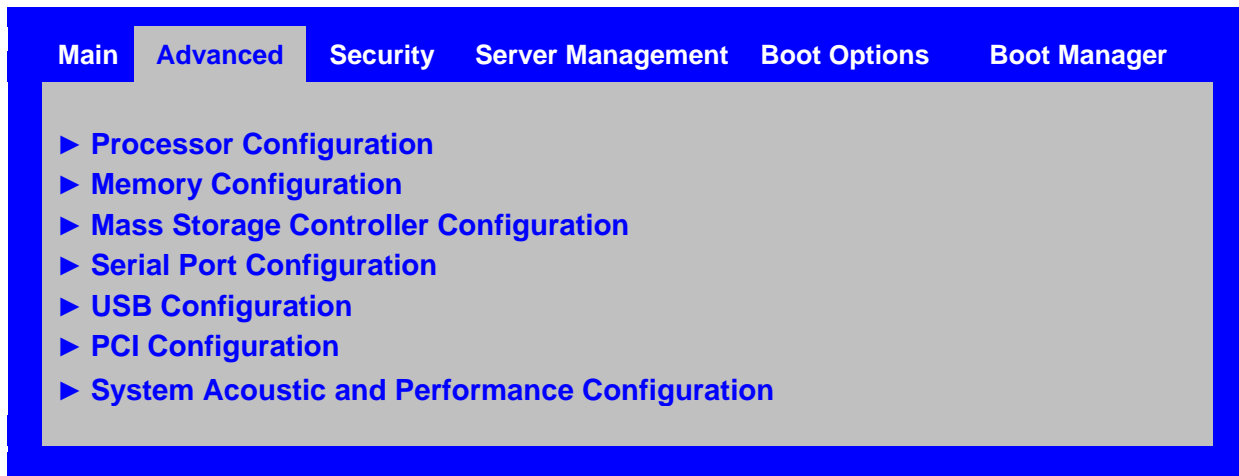 Main Advanced Security Server Management Boot Options Boot Manager
► Processor Configuration
► Memory Configuration
► Mass Storage Controller Configuration
► Serial Port Configuration
► USB Configuration
► PCI Configuration
► System Acoustic and Performance Configuration